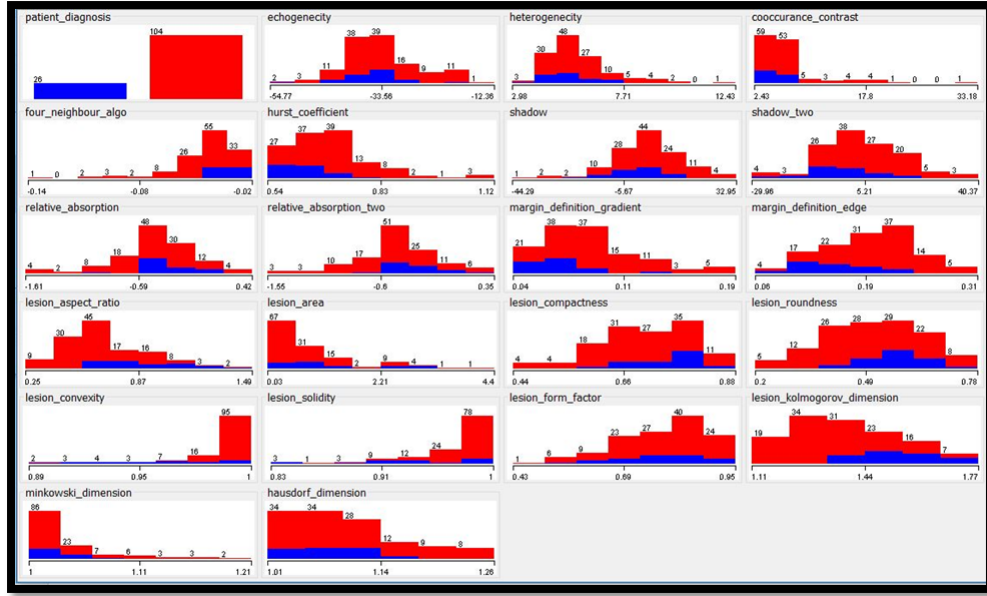 patient_diagnosis
26 104
echogenecity
2 3 11 38 39 16 9 11 1
-54.77 -33.56 -12.36
heterogenecity
3 30 48 27 10 5 4 2 0 1
2.98 7.71 12.43
cooccurance_contrast
59 53 5 3 4 4 1 0 0 1
2.43 17.8 33.18
four_neighbour_algo
1 0 2 3 2 8 26 55 33
-0.14 -0.08 -0.02
hurst_coefficient
27 37 39 13 8 2 1 3
0.54 0.83 1.12
shadow
1 2 2 10 28 44 24 11 4
-44.29 -5.67 32.95
shadow_two
4 3 26 38 27 20 5 3
-29.96 5.21 40.37
relative_absorption
4 2 8 18 48 30 12 4
-1.61 -0.59 0.42
relative_absorption_two
3 3 10 17 51 25 11 6
-1.55 -0.6 0.35
margin_definition_gradient
21 38 37 15 11 3 5
0.04 0.11 0.19
margin_definition_edge
4 17 22 31 37 14 5
0.06 0.19 0.31
lesion_aspect_ratio
9 30 45 17 16 8 3 2
0.25 0.87 1.49
lesion_area
67 31 15 2 9 4 1 1
0.03 2.21 4.4
lesion_compactness
4 4 18 31 27 35 11
0.44 0.66 0.88
lesion_roundness
5 12 26 28 29 22 8
0.2 0.49 0.78
lesion_convexity
2 3 4 3 7 16 95
0.89 0.95 1
lesion_solidity
3 1 3 9 12 24 78
0.83 0.91 1
lesion_form_factor
1 6 9 23 27 40 24
0.43 0.69 0.95
lesion_kolmogorov_dimension
19 34 31 23 16 7
1.11 1.44 1.77
minkowski_dimension
86 23 7 6 3 3 2
1 1.11 1.21
hausdorf_dimension
34 34 28 12 9 8
1.01 1.14 1.26